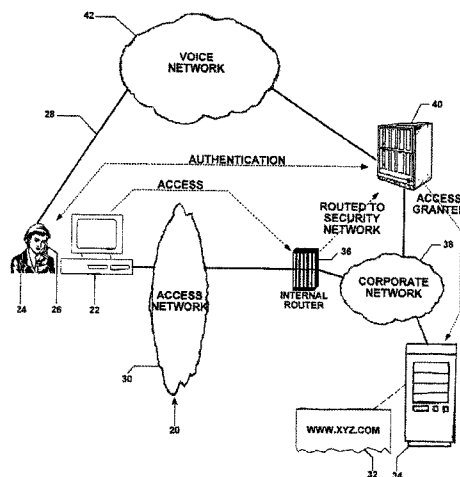 42
VOICE
NETWORK
28
40
AUTHENTICATION
ACCESS
ACCESS
GRANTED
ROUTED TO
SECURITY
NETWORK
36
38
24
26
22
ACCESS
NETWORK
INTERNAL
ROUTER
CORPORATE
NETWORK
30
20
WWW.XYZ.COM
32
34